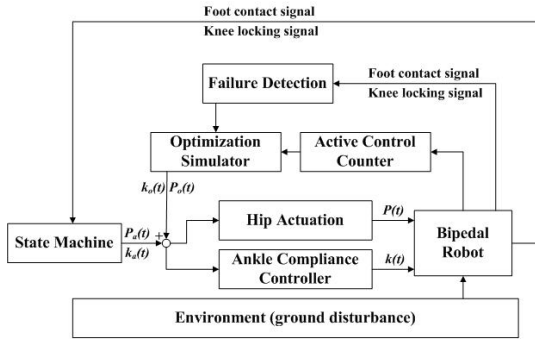 Foot contact signal
Knee locking signal
Failure Detection
Foot contact signal
Knee locking signal
Optimization
Simulator
Active Control
Counter
kₒ(t) Pₒ(t)
State Machine
Pₐ(t) +
kₐ(t)
Hip Actuation
P(t)
Ankle Compliance
Controller
k(t)
Bipedal
Robot
Environment (ground disturbance)